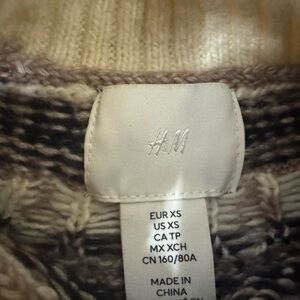 H&M
EUR XS
US XS
CA TP
MX XCH
CN 160/80A
MADE IN
CHINA